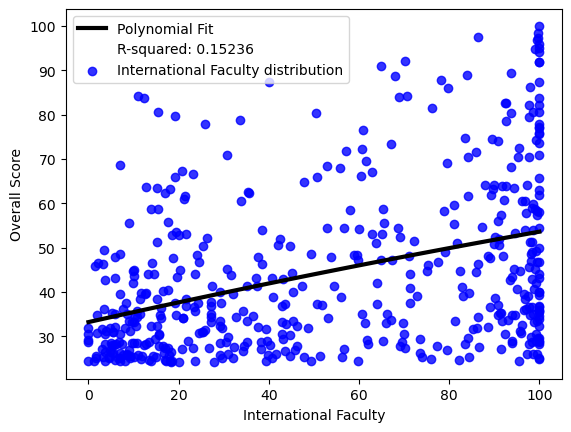 Polynomial Fit
R-squared: 0.15236
International Faculty distribution
100
90
80
70
60
50
40
30
Overall Score
0
20
40
60
80
100
International Faculty